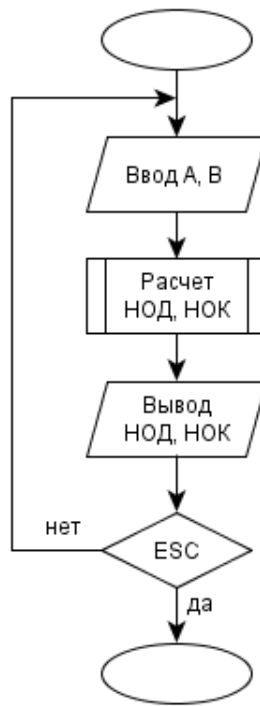 Ввод А, В
Расчет
НОД, НОК
Вывод
НОД, НОК
нет
ESC
да